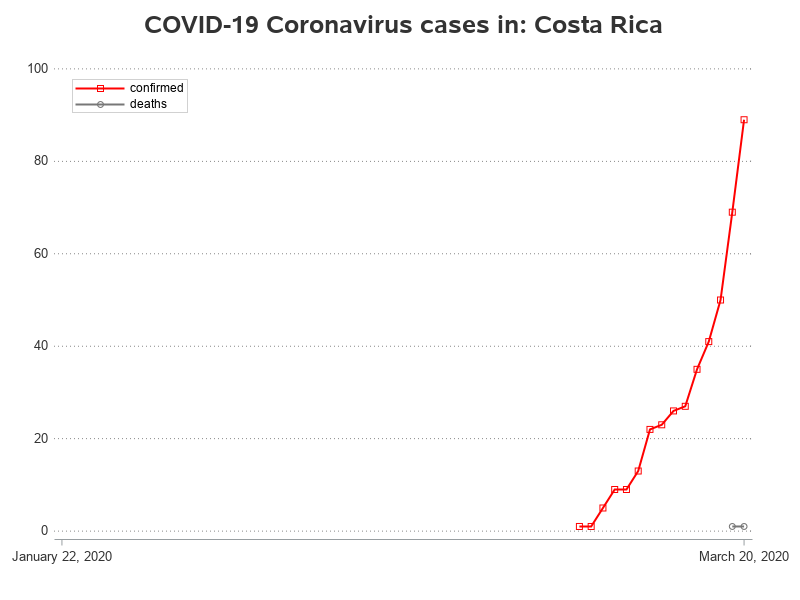 COVID-19 Coronavirus cases in: Costa Rica
100
confirmed
deaths
80
60
40
20
0
January 22, 2020
March 20, 2020